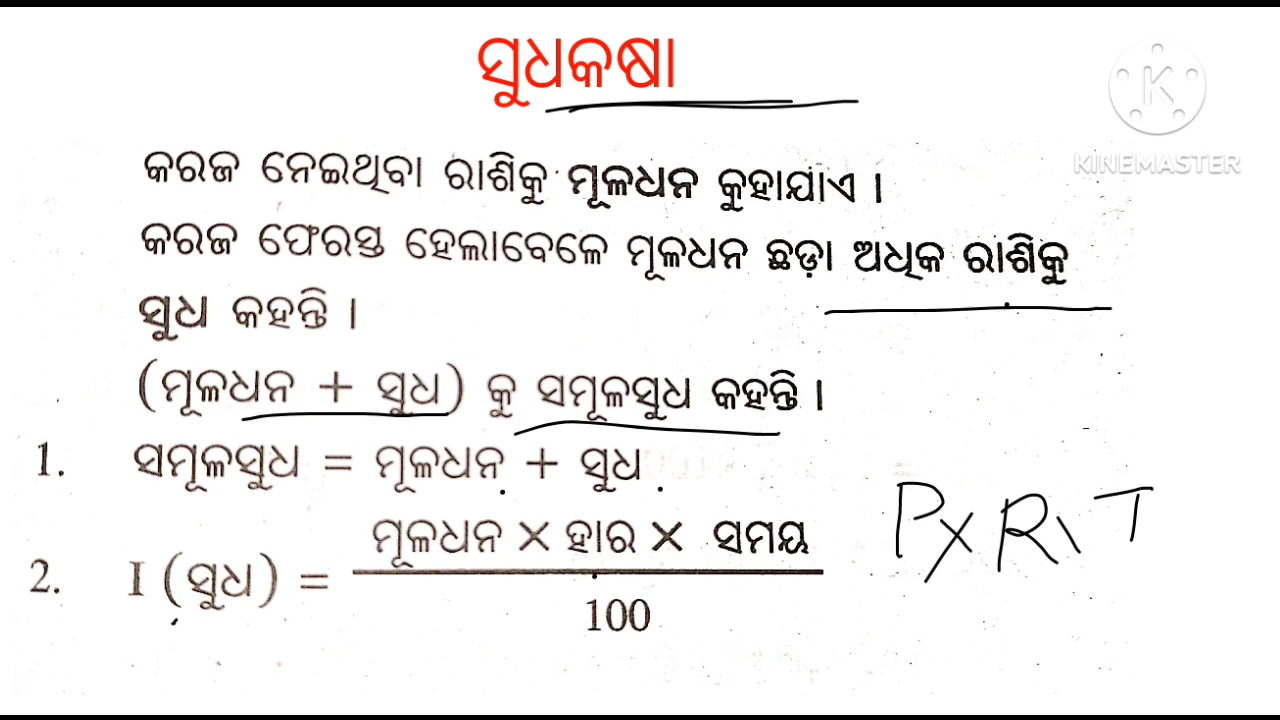 ସୁଧକଷା
KINEMASTER
କରଜ ନେଇଥିବା ରାଶିକୁ ମୂଳଧନ କୁହାଯାଏ ।
କରଜ ଫେରସ୍ତ ହେଲାବେଳେ ମୂଳଧନ ଛଡ଼ା ଅଧିକ ରାଶିକୁ
ସୁଧ କହନ୍ତି ।
(ମୂଳଧନ + ସୁଧ) କୁ ସମୂଳସୁଧ କହନ୍ତି ।
1. ସମୂଳସୁଧ = ମୂଳଧନ + ସୁଧ
2. I (ସୁଧ) = ମୂଳଧନ × ହାର × ସମୟ
100
P X R \ T